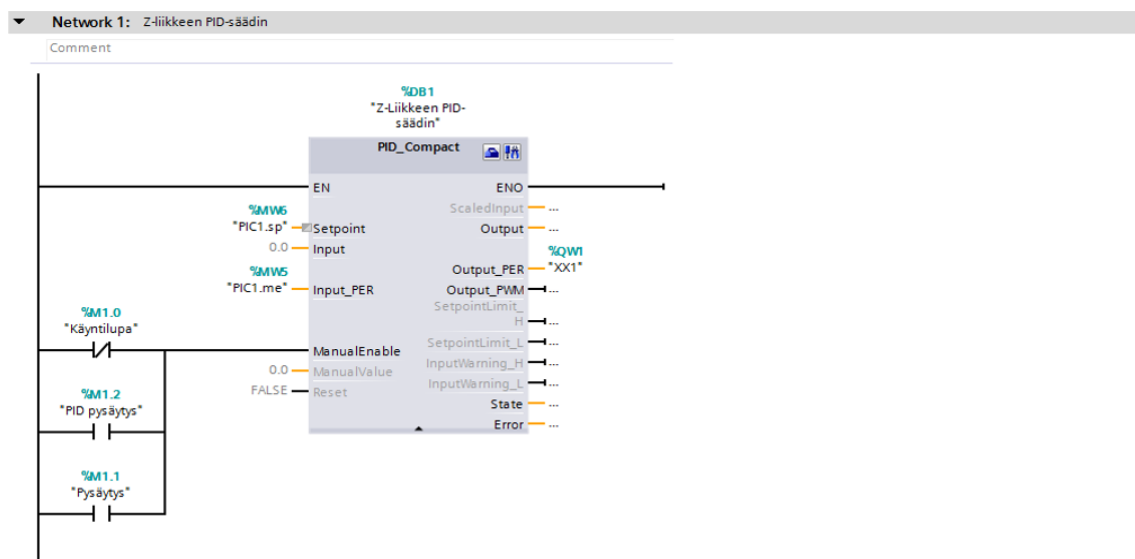 Network 1: Z-liikkeen PID-säädin
Comment
%DB1
"Z-Liikkeen PID-
säädin"
PID_Compact
EN
ENO
%MW6
"PIC1.sp"
Setpoint
0.0
Input
%MW5
"PIC1.me"
Input_PER
ScaledInput
...
Output
...
%QW1
Output_PER
"XX1"
Output_PWM
...
SetpointLimit_
H
...
SetpointLimit_L
...
InputWarning_H
...
InputWarning_L
...
State
...
Error
...
%M1.0
"Käyntilupa"
ManualEnable
0.0
ManualValue
FALSE
Reset
%M1.2
"PID pysäytys"
%M1.1
"Pysäytys"